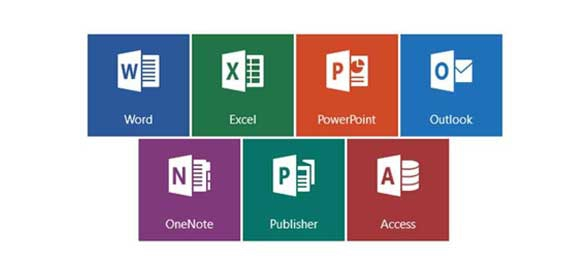 W X P O
Word Excel PowerPoint Outlook
N P A
OneNote Publisher Access